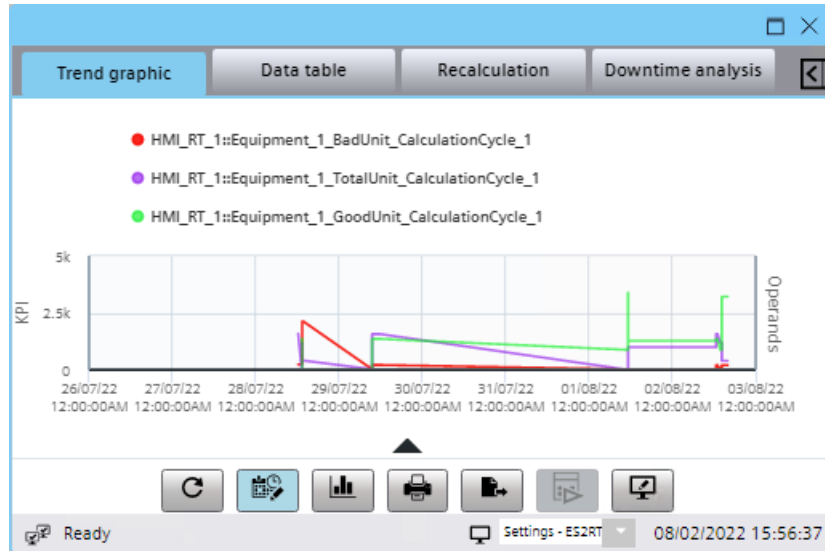 Trend graphic Data table Recalculation Downtime analysis
HMI_RT_1::Equipment_1_BadUnit_CalculationCycle_1
HMI_RT_1::Equipment_1_TotalUnit_CalculationCycle_1
HMI_RT_1::Equipment_1_GoodUnit_CalculationCycle_1
5k
2.5k
0
KPI
Operands
26/07/22 27/07/22 28/07/22 29/07/22 30/07/22 31/07/22 01/08/22 02/08/22 03/08/22
12:00:00AM 12:00:00AM 12:00:00AM 12:00:00AM 12:00:00AM 12:00:00AM 12:00:00AM 12:00:00AM 12:00:00AM
Ready Settings - ES2RT 08/02/2022 15:56:37